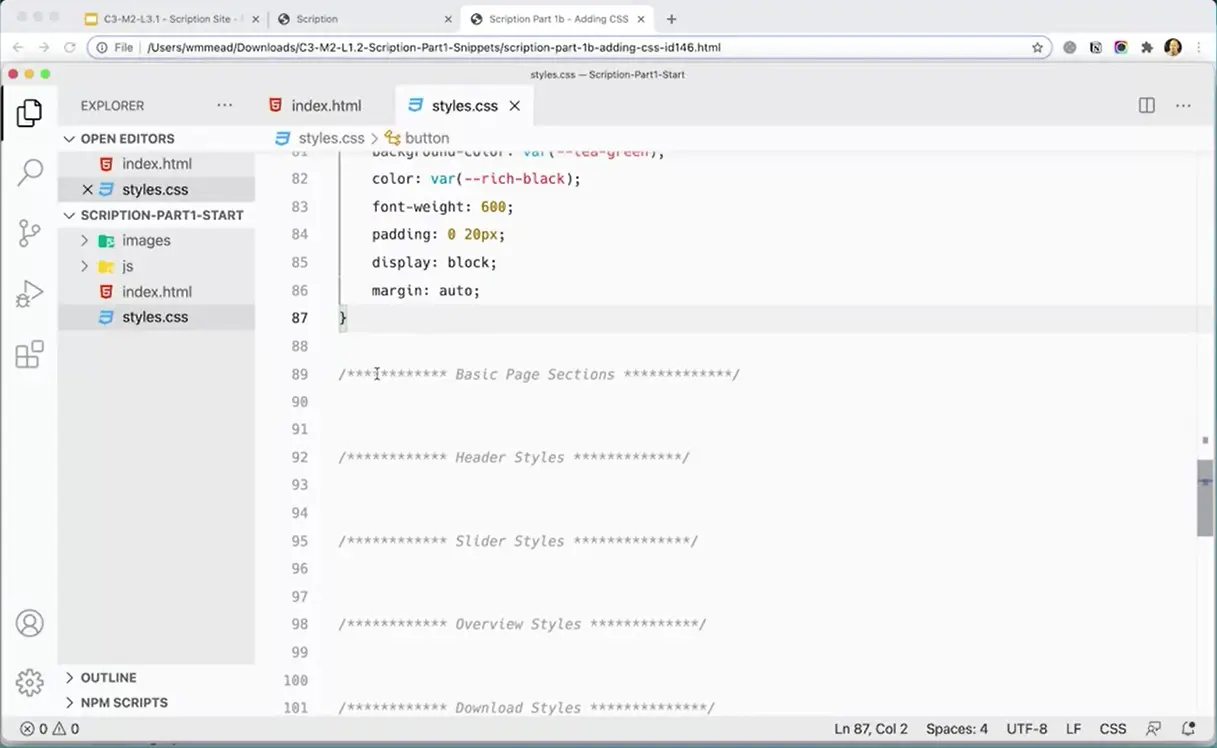 C3-M2-L3.1 - Scription Site -
Scription
Scription Part 1b - Adding CSS
File /Users/wmmead/Downloads/C3-M2-L1.2-Scription-Part1-Snippets/scription-part-1b-adding-css-id146.html
styles.css — Scription-Part1-Start
EXPLORER
index.html
styles.css
OPEN EDITORS
styles.css > button
index.html
styles.css
SCRIPTION-PART1-START
images
js
index.html
styles.css
OUTLINE
NPM SCRIPTS
81 background-color: var(--tea-green);
82 color: var(--rich-black);
83 font-weight: 600;
84 padding: 0 20px;
85 display: block;
86 margin: auto;
87 }
88
89 /************ Basic Page Sections *************/
90
91
92 /************ Header Styles *************/
93
94
95 /************ Slider Styles **************/
96
97
98 /************ Overview Styles *************/
99
100
101 /************ Download Styles **************/
0 0
Ln 87, Col 2 Spaces: 4 UTF-8 LF CSS